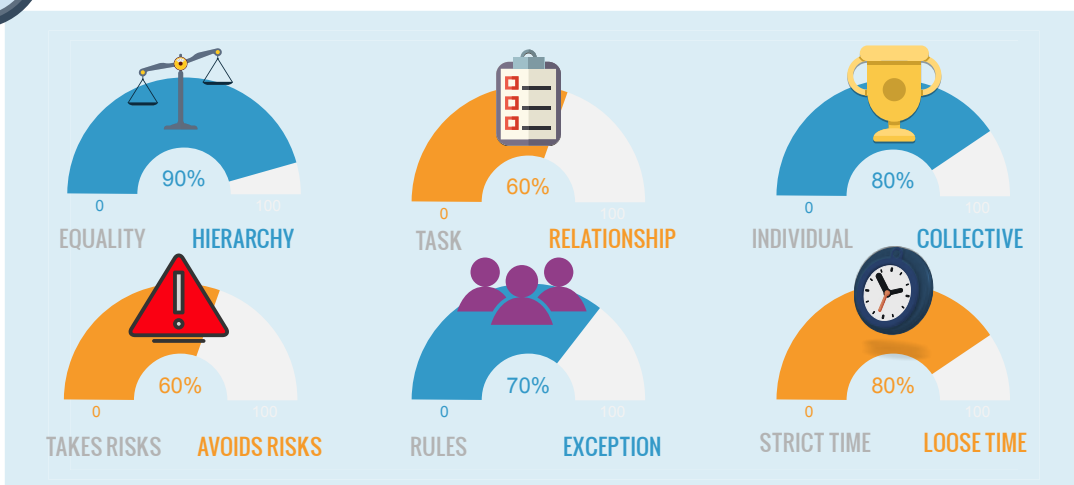 90%
0 100
EQUALITY HIERARCHY
60%
0 100
TASK RELATIONSHIP
80%
0 100
INDIVIDUAL COLLECTIVE
60%
0 100
TAKES RISKS AVOIDS RISKS
70%
0 100
RULES EXCEPTION
80%
0 100
STRICT TIME LOOSE TIME